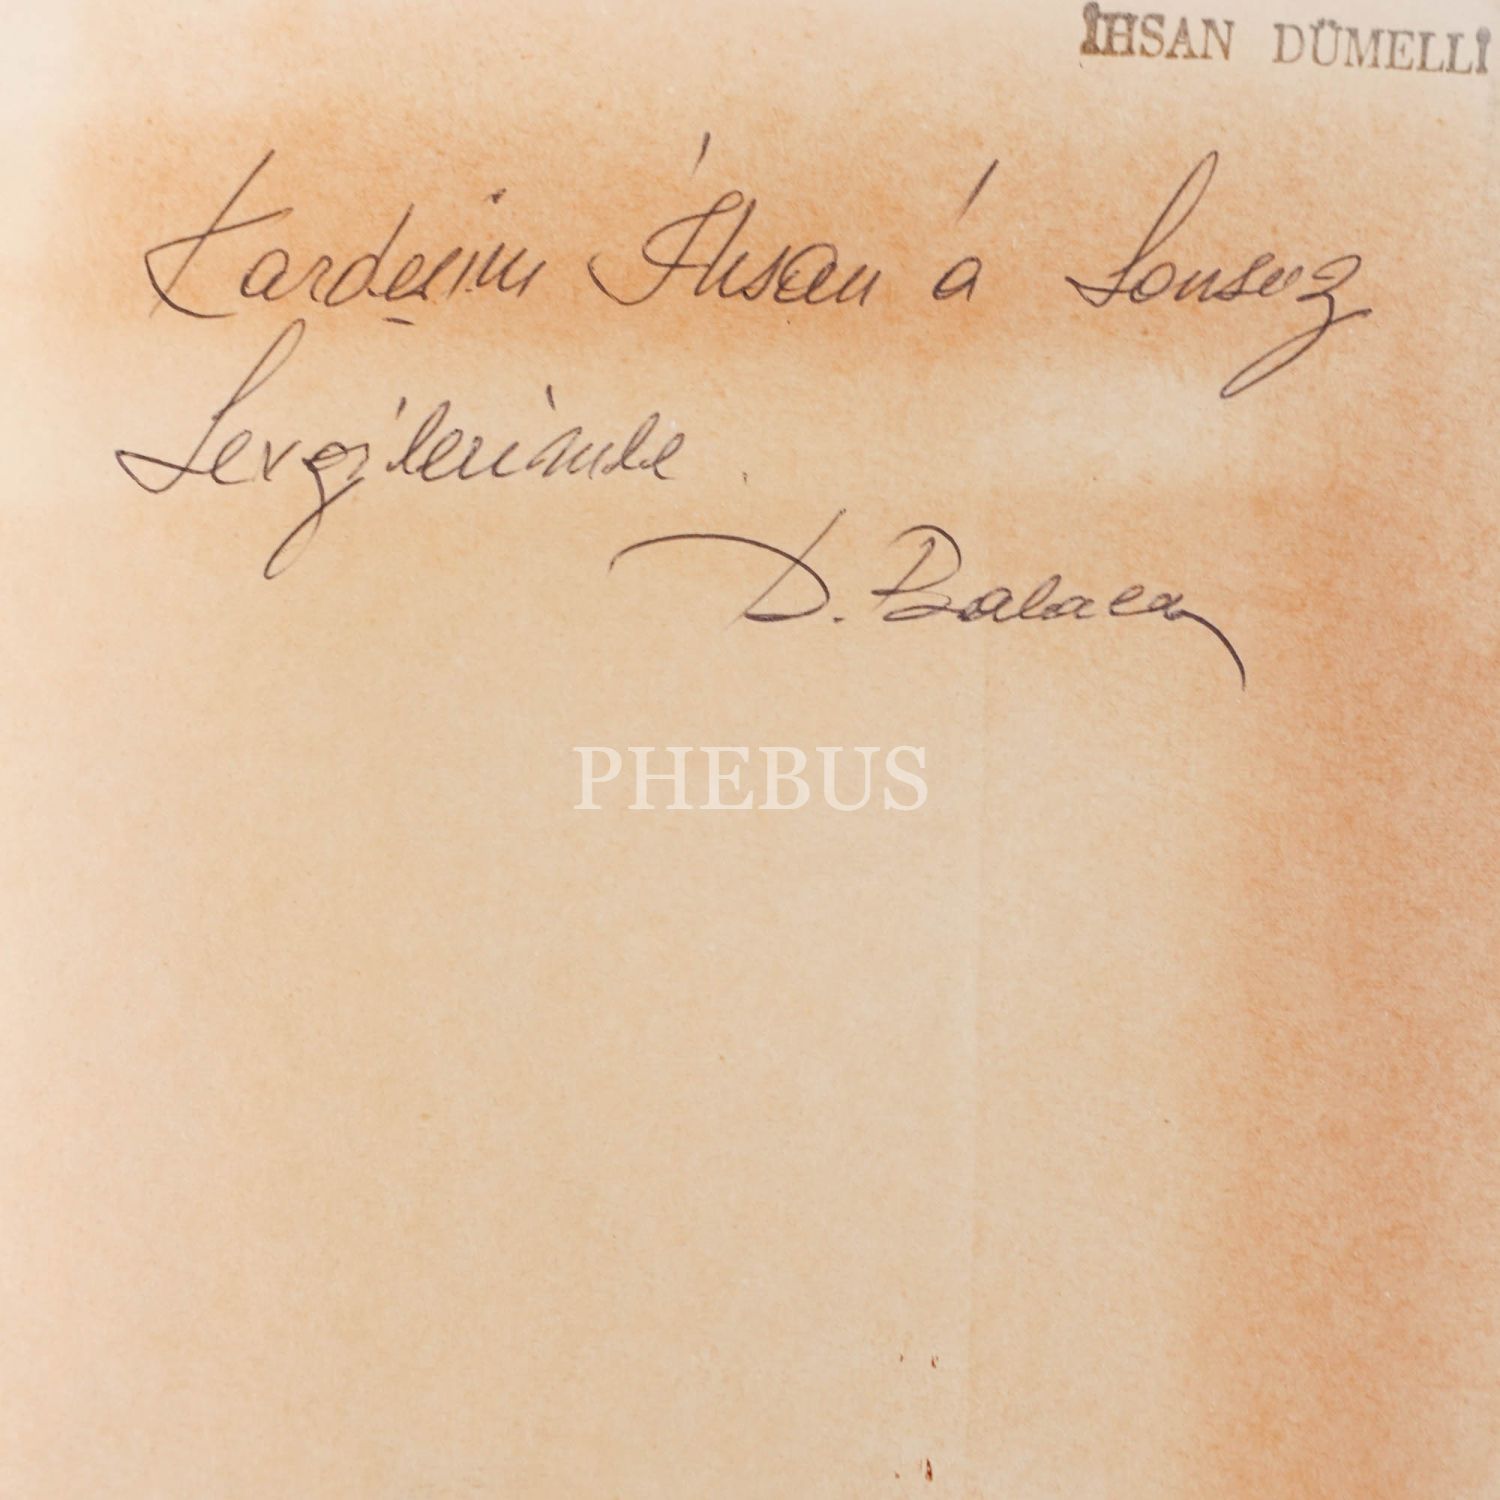 İHSAN DÜMELLİ
Kardeşim İhsan'a Sonsuz
Sevgilerimle.
D. Balaca
PHEBUS